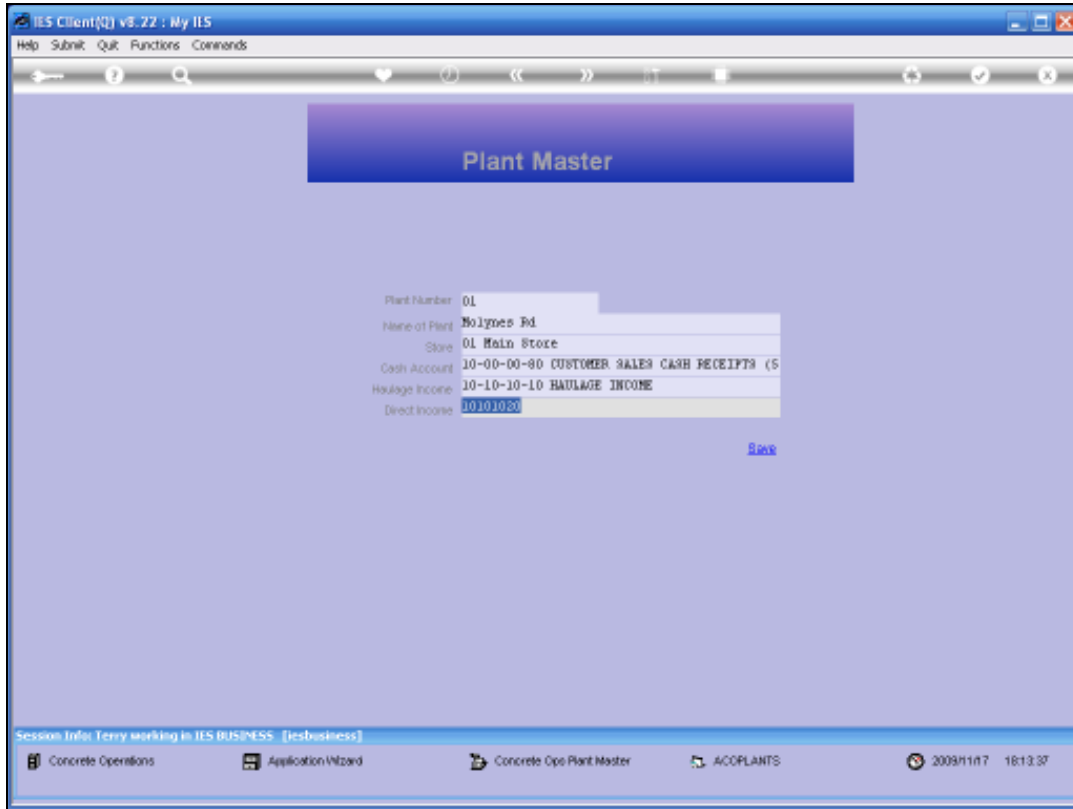 IES Client(Q) v8.22 : My IES
Help Submit Quit Functions Commands
Plant Master
Plant Number 01
Name of Plant Molynes Rd
Store 01 Main Store
Cash Account 10-00-00-80 CUSTOMER SALES CASH RECEIPTS (S
Haulage Income 10-10-10-10 HAULAGE INCOME
Direct Income 10101020
Save
Session Info: Terry working in IES BUSINESS [iesbusiness]
Concrete Operations Application Wizard Concrete Ops Plant Master ACOPLANTS 2009/11/17 18:13:37